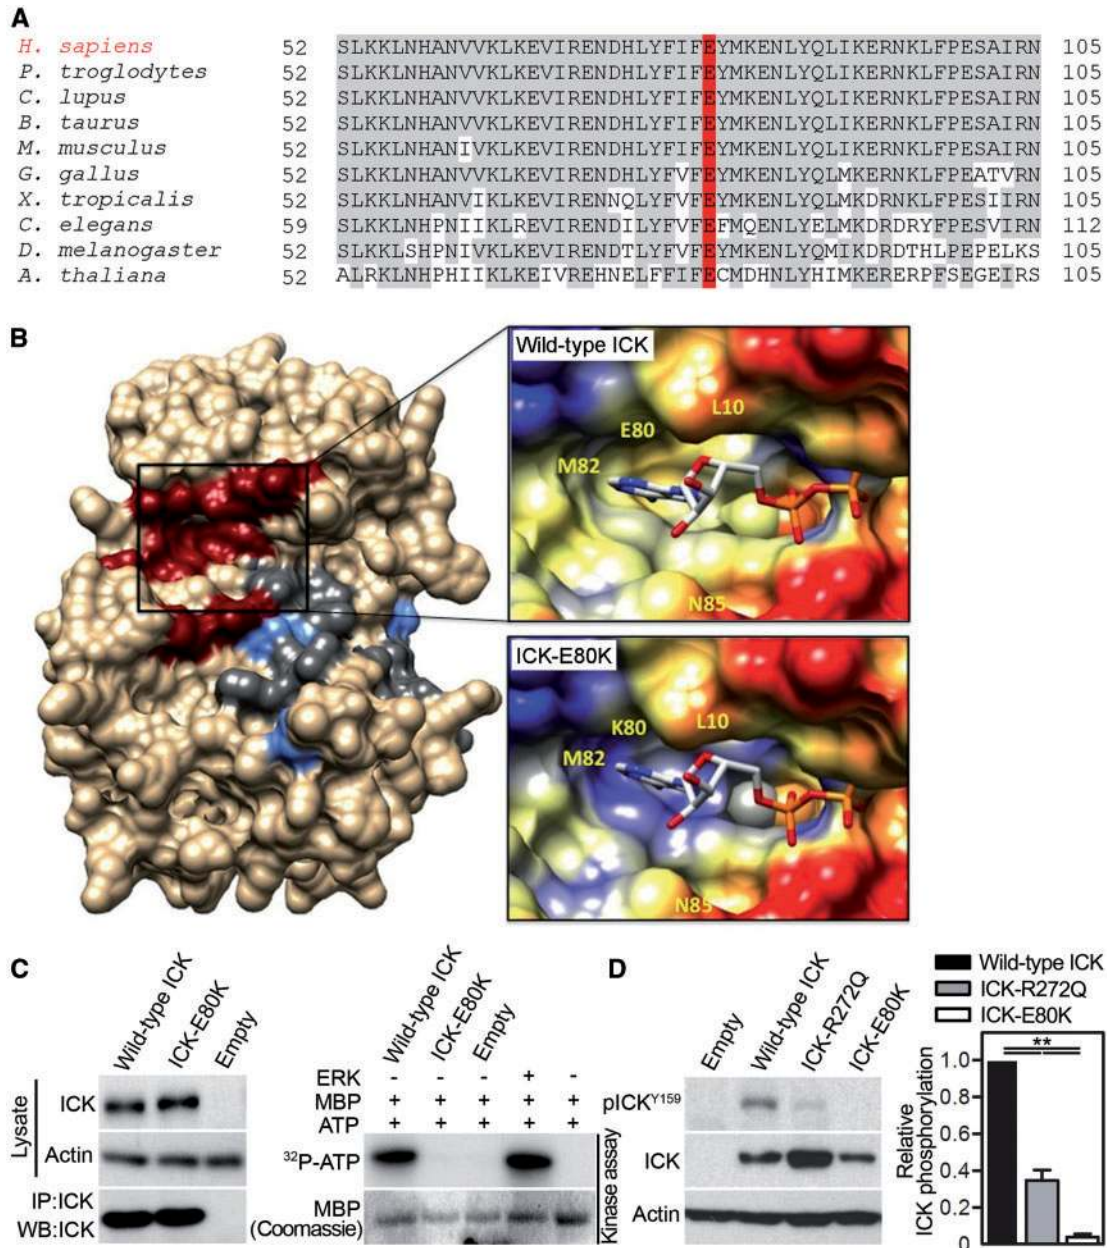 A
H. sapiens 52 SLKKLNHANVVKLKEVIRENDHLYFIFEYMKENLYQLIKERNKLFPESAIRN 105
P. troglodytes 52 SLKKLNHANVVKLKEVIRENDHLYFIFEYMKENLYQLIKERNKLFPESAIRN 105
C. lupus 52 SLKKLNHANVVKLKEVIRENDHLYFIFEYMKENLYQLIKERNKLFPESAIRN 105
B. taurus 52 SLKKLNHANVVKLKEVIRENDHLYFIFEYMKENLYQLIKERNKLFPESAIRN 105
M. musculus 52 SLKKLNHANIVKLKEVIRENDHLYFIFEYMKENLYQLIKERNKLFPESAIRN 105
G. gallus 52 SLKKLNHANVVKLKEVIRENDHLYFVFEYMKENLYQLMKERNKLFPEATVRN 105
X. tropicalis 52 SLKKLNHANVIKLKEVIRENNQLYFVFEYMKENLYQLMKDRNKLFPESIIRN 105
C. elegans 59 SLKKLNHPNIIKLREVIRENDILYFVFEFMQENLYELMKDRDRYFPESVIRN 112
D. melanogaster 52 SLKKLSHPNIVKLKEVIRENDTLYFVFEYMKENLYQMIKDRDTHLPEPELKS 105
A. thaliana 52 ALRKLNHPHIIKLKEIVREHNELFFIFECMDHNLYHIMKERERPFSEGEIRS 105
B
Wild-type ICK
L10
E80
M82
N85
ICK-E80K
L10
K80
M82
N85
C
Wild-type ICK
ICK-E80K
Empty
Lysate
ICK
Actin
IP:ICK
WB:ICK
Wild-type ICK
ICK-E80K
Empty
ERK - - - + -
MBP + + + + +
ATP + + + + +
32P-ATP
MBP
(Coomassie)
Kinase assay
D
Empty
Wild-type ICK
ICK-R272Q
ICK-E80K
pICKY159
ICK
Actin
Wild-type ICK
ICK-R272Q
ICK-E80K
**
Relative
ICK phosphorylation
1.0
0.8
0.6
0.4
0.2
0